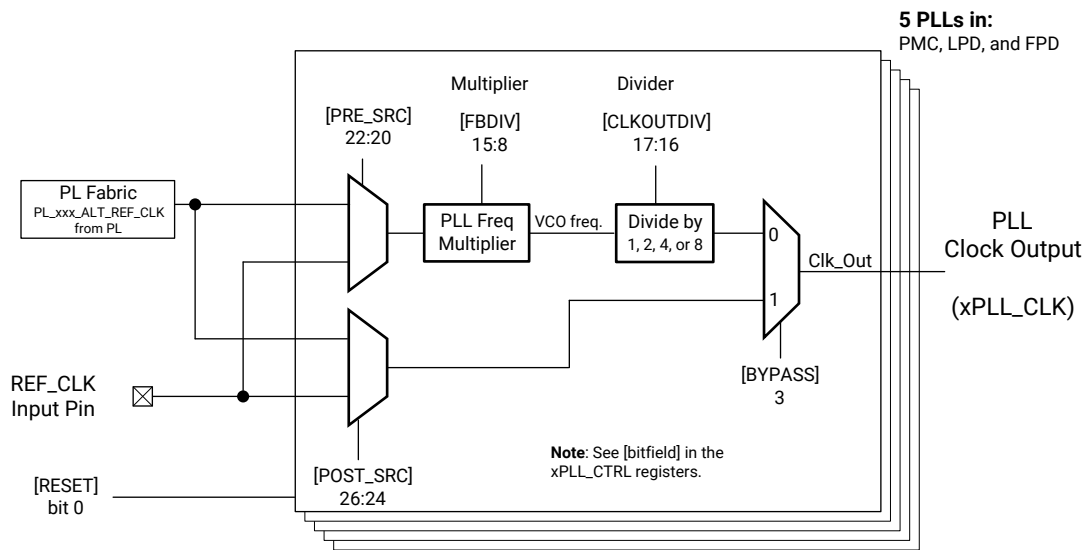 5 PLLs in:
PMC, LPD, and FPD
Multiplier
Divider
[PRE_SRC]
22:20
[FBDIV]
15:8
[CLKOUTDIV]
17:16
PL Fabric
PL_xxx_ALT_REF_CLK
from PL
PLL Freq
Multiplier
VCO freq.
Divide by
1, 2, 4, or 8
0
1
Clk_Out
PLL
Clock Output
(xPLL_CLK)
REF_CLK
Input Pin
[BYPASS]
3
Note: See [bitfield] in the
xPLL_CTRL registers.
[POST_SRC]
26:24
[RESET]
bit 0